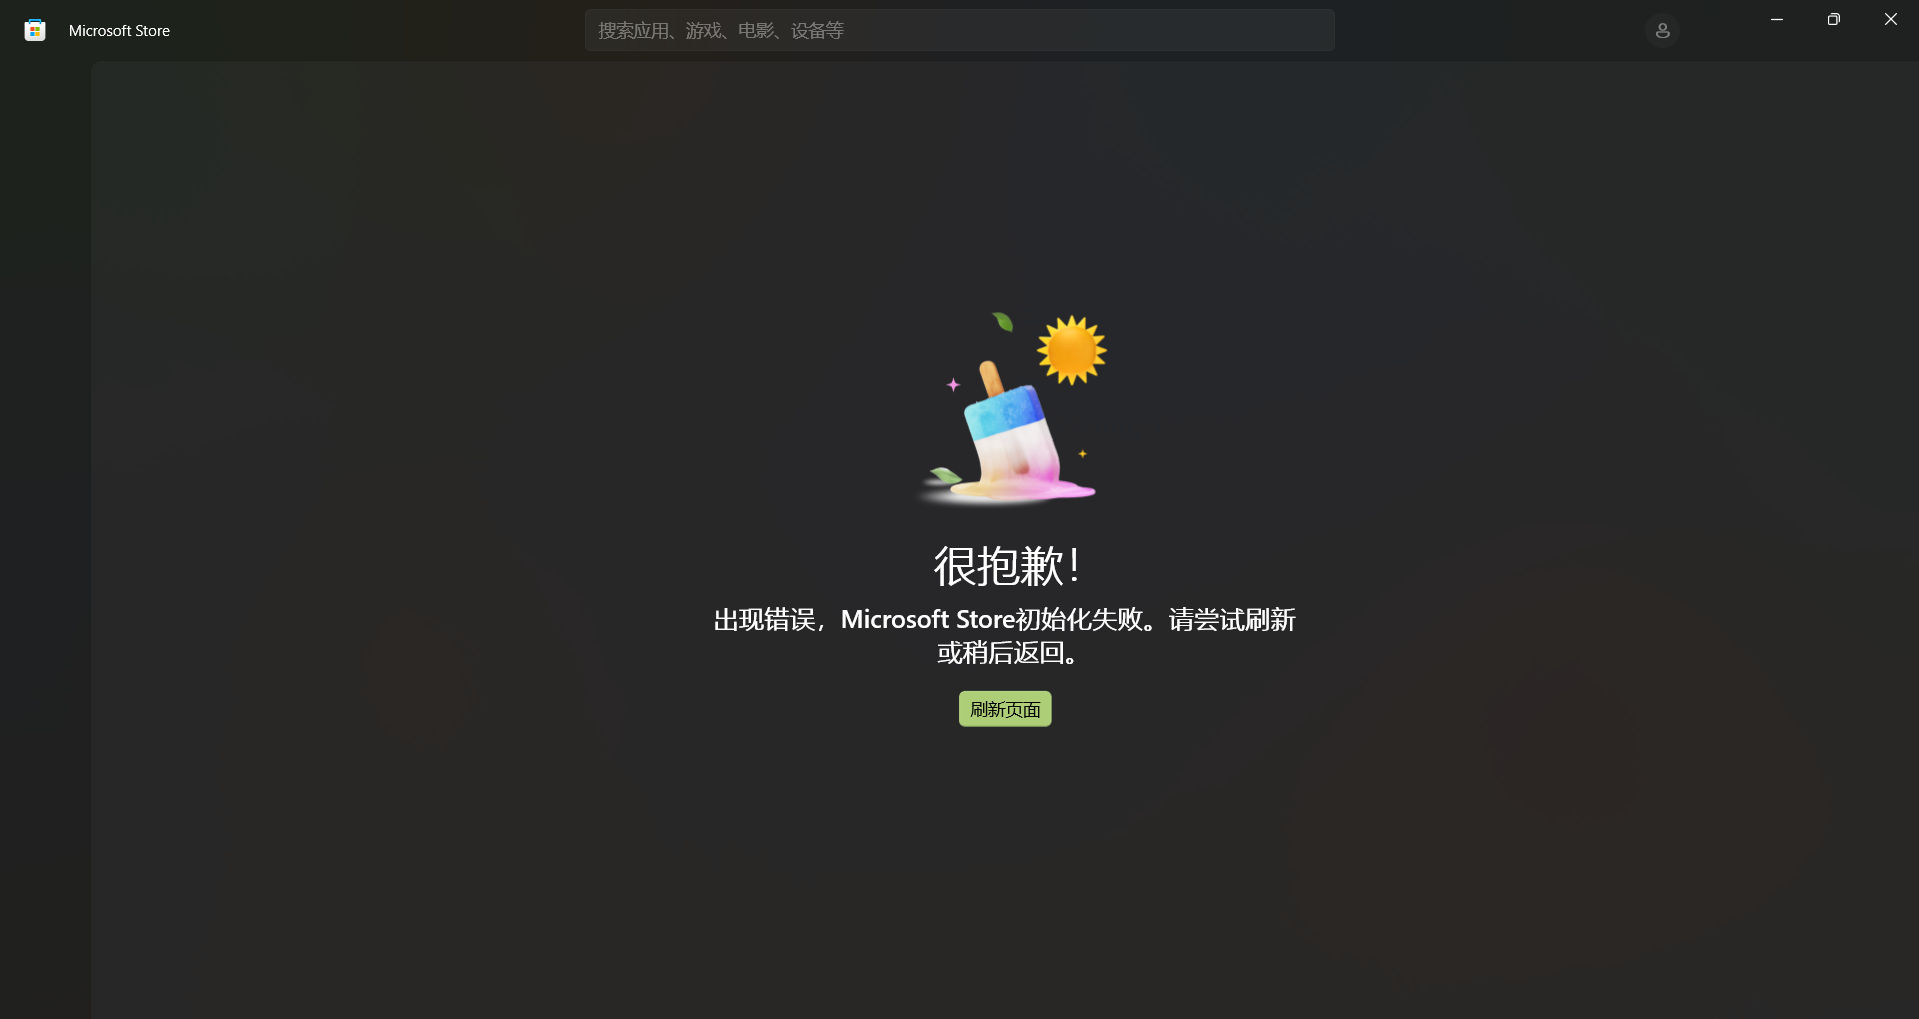 Microsoft Store
搜索应用、游戏、电影、设备等
很抱歉！
出现错误，Microsoft Store初始化失败。请尝试刷新
或稍后返回。
刷新页面